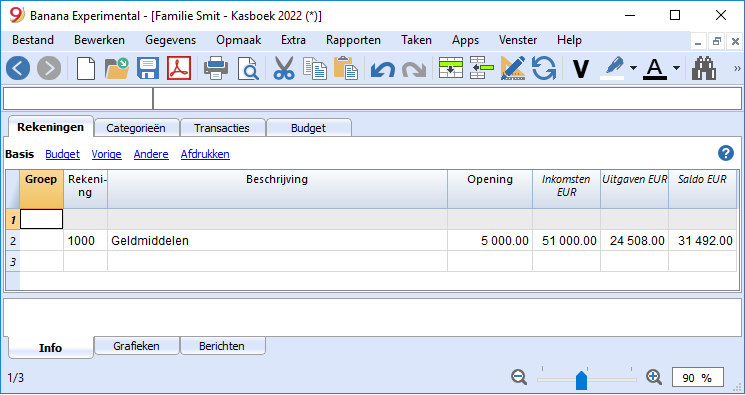 Banana Experimental - [Familie Smit - Kasboek 2022 (*)]
Bestand Bewerken Gegevens Opmaak Extra Rapporten Taken Apps Venster Help
V A »
Rekeningen Categorieën Transacties Budget
Basis Budget Vorige Andere Afdrukken ?
Groep Rekeni- Beschrijving Opening Inkomsten Uitgaven EUR Saldo EUR
ng EUR
1
2 1000 Geldmiddelen 5 000.00 51 000.00 24 508.00 31 492.00
3
Info Grafieken Berichten
1/3 90 %